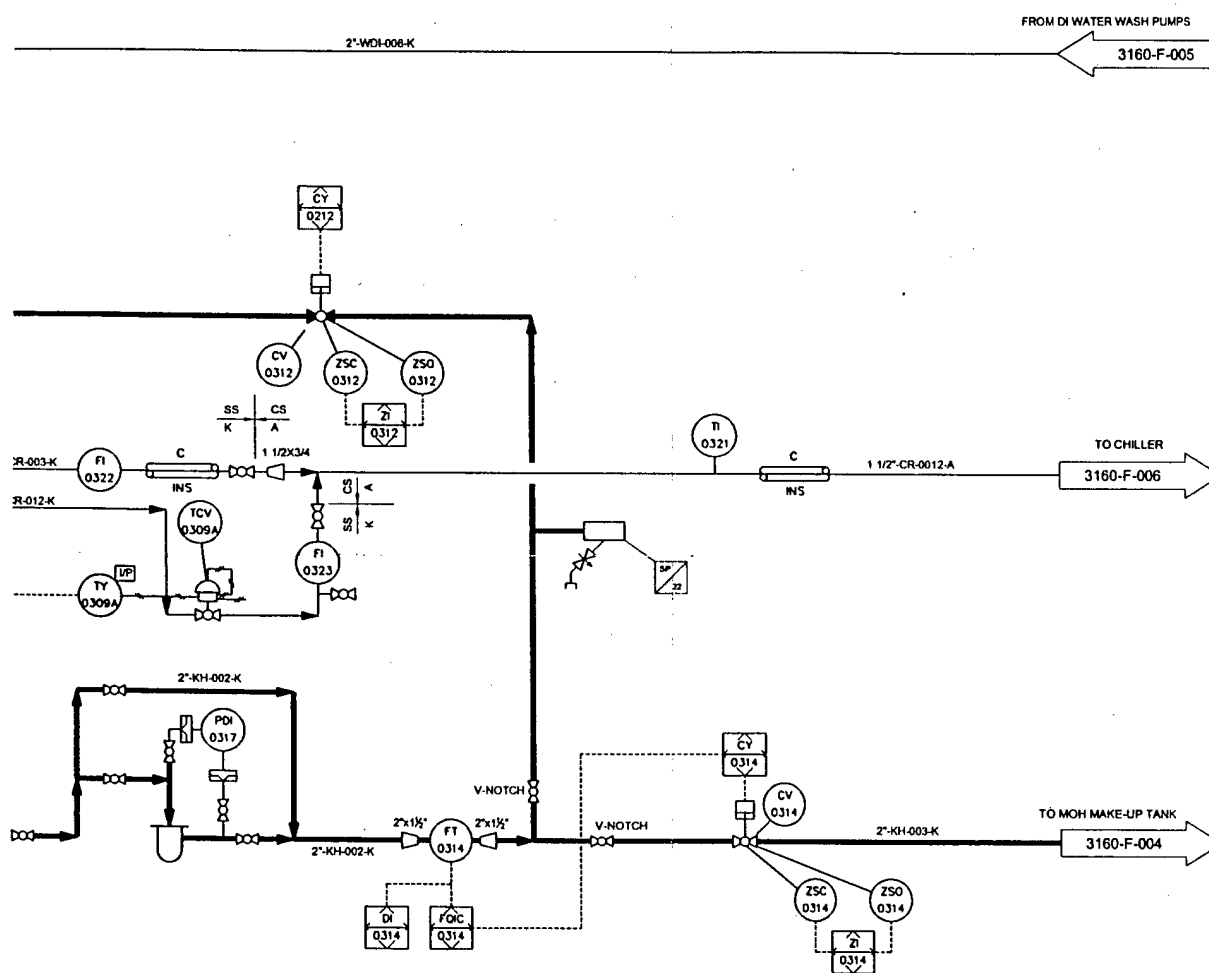 FROM DI WATER WASH PUMPS
2"-WDI-006-K
3160-F-005
CY
0212
CV
0312
ZSC
0312
ZSO
0312
ZI
0312
SS
CS
K
A
C
1 1/2X3/4
CR-003-K
FI
0322
INS
TI
0321
C
INS
1 1/2"-CR-0012-A
TO CHILLER
3160-F-006
CR-012-K
TCV
0309A
CS
A
SS
K
FI
0323
I/P
TY
0309A
SP
22
2"-KH-002-K
PDI
0317
V-NOTCH
CY
0314
CV
0314
2"x1½"
FT
0314
2"x1½"
2"-KH-002-K
V-NOTCH
2"-KH-003-K
TO MOH MAKE-UP TANK
3160-F-004
DI
0314
FQIC
0314
ZSC
0314
ZSO
0314
ZI
0314